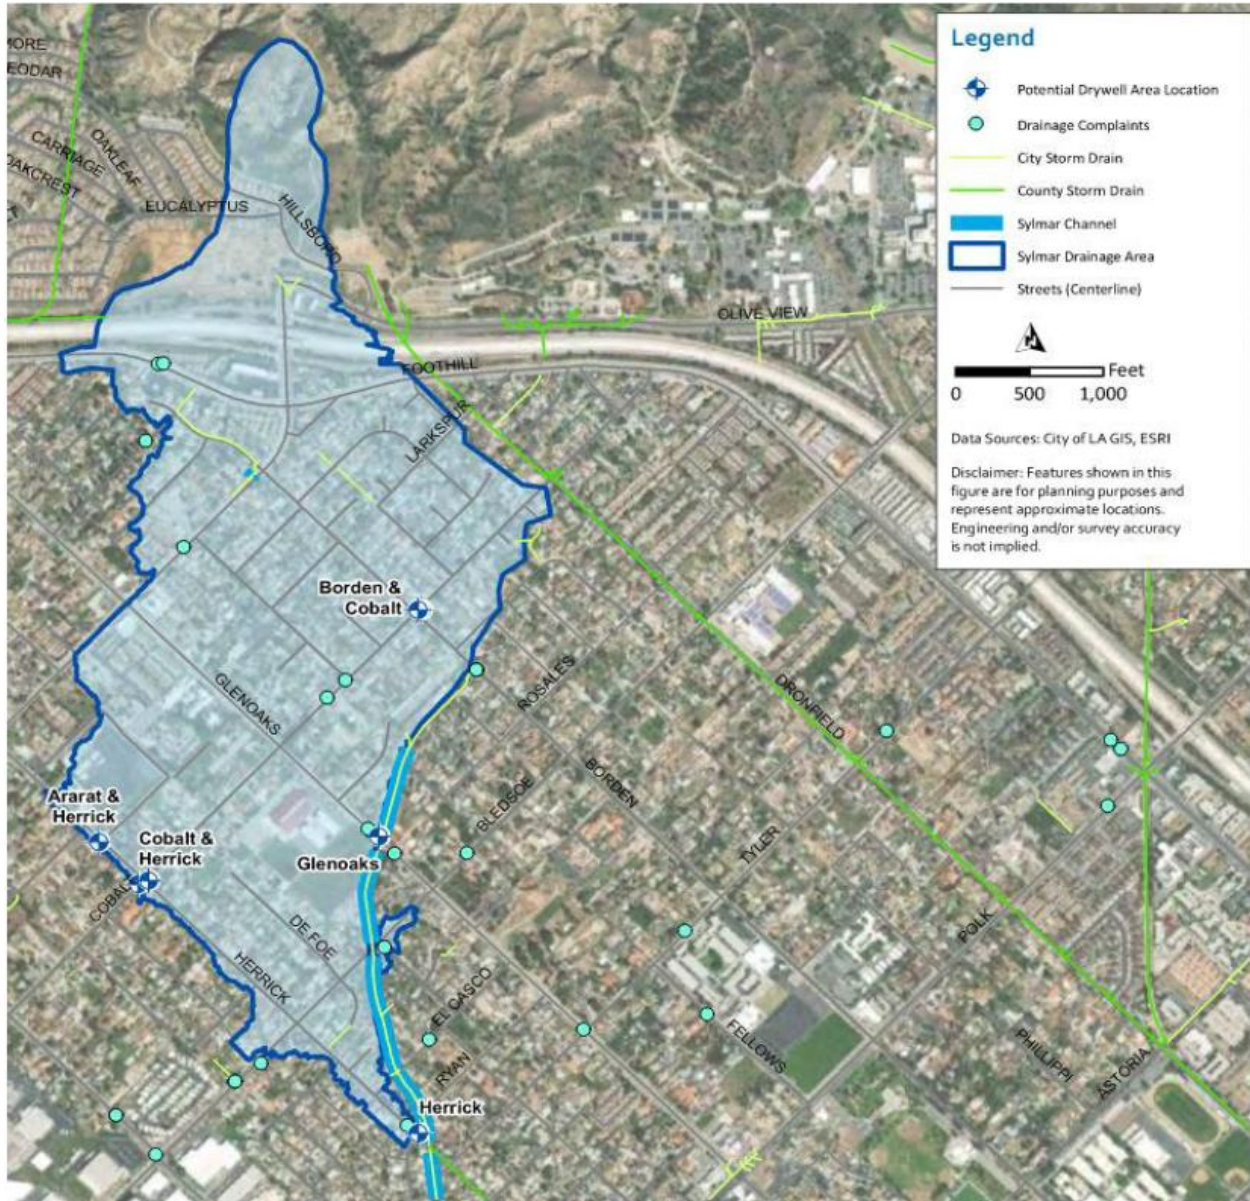 Legend
Potential Drywell Area Location
Drainage Complaints
City Storm Drain
County Storm Drain
Sylmar Channel
Sylmar Drainage Area
Streets (Centerline)
N
Feet
0 500 1,000
Data Sources: City of LA GIS, ESRI
Disclaimer: Features shown in this
figure are for planning purposes and
represent approximate locations.
Engineering and/or survey accuracy
is not implied.
EODAR
OAKLEAF
CARRIAGE
OAKCREST
EUCALYPTUS
HILLSBORO
OLIVE VIEW
FOOTHILL
LARKSPUR
Borden &
Cobalt
GLENOAKS
ROSALES
DRONFIELD
BORDEN
BLEDSOE
TYLER
Ararat &
Herrick
Cobalt &
Herrick
Glenoaks
COBALT
DE FOE
HERRICK
POLK
EL CASCO
RYAN
FELLOWS
PHILLIPPI
ASTORIA
Herrick